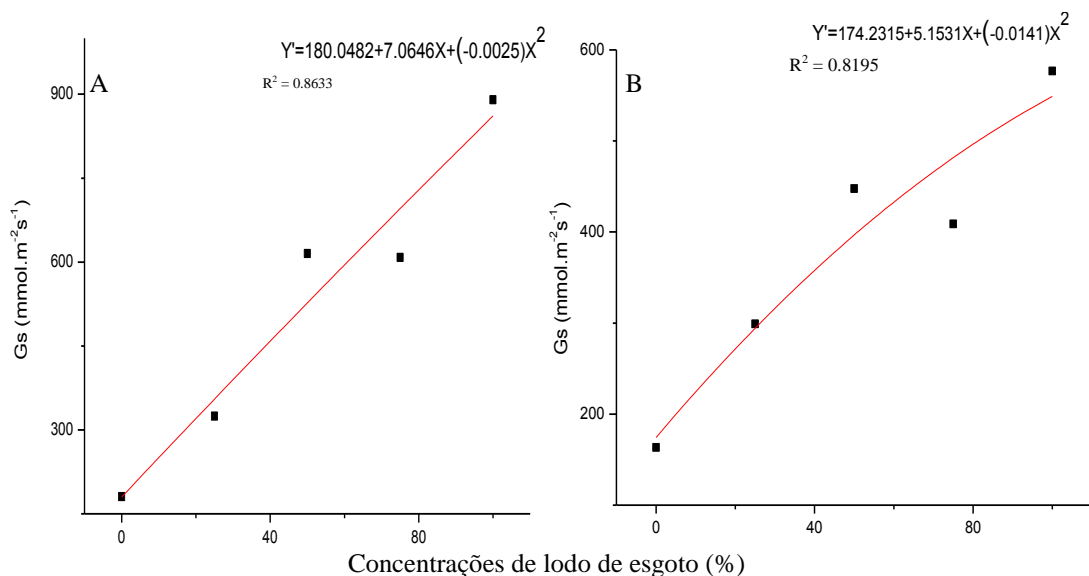 Y'=180.0482+7.0646X+(-0.0025)X²
R² = 0.8633
A
900
600
300
0
80
Gs (mmol.m⁻²s⁻¹)
Y'=174.2315+5.1531X+(-0.0141)X²
R² = 0.8195
B
600
400
200
0
40
80
Gs (mmol.m⁻²s⁻¹)
Concentrações de lodo de esgoto (%)